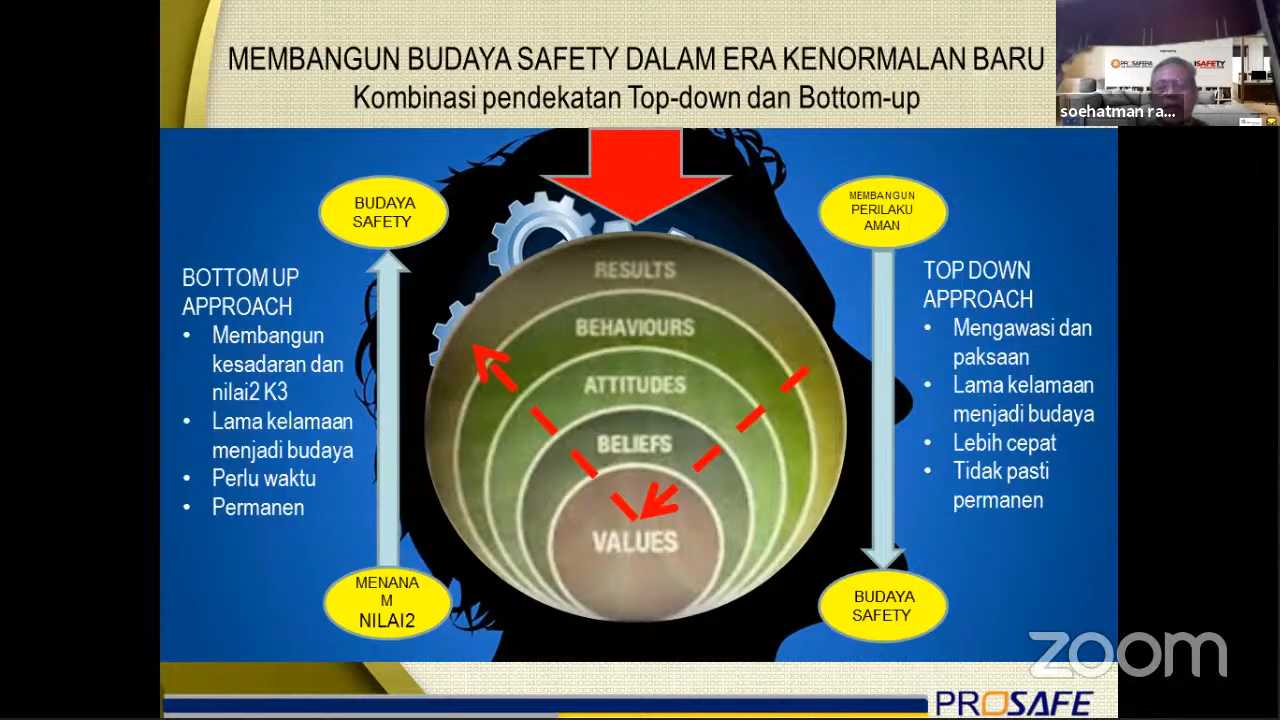 MEMBANGUN BUDAYA SAFETY DALAM ERA KENORMALAN BARU
Kombinasi pendekatan Top-down dan Bottom-up
soehatman ra...
BUDAYA
SAFETY
BOTTOM UP
APPROACH
• Membangun
kesadaran dan
nilai2 K3
• Lama kelamaan
menjadi budaya
• Perlu waktu
• Permanen
MENANA
M
NILAI2
RESULTS
BEHAVIOURS
ATTITUDES
BELIEFS
VALUES
MEMBANGUN
PERILAKU
AMAN
TOP DOWN
APPROACH
• Mengawasi dan
paksaan
• Lama kelamaan
menjadi budaya
• Lebih cepat
• Tidak pasti
permanen
BUDAYA
SAFETY
zoom
PROSAFE